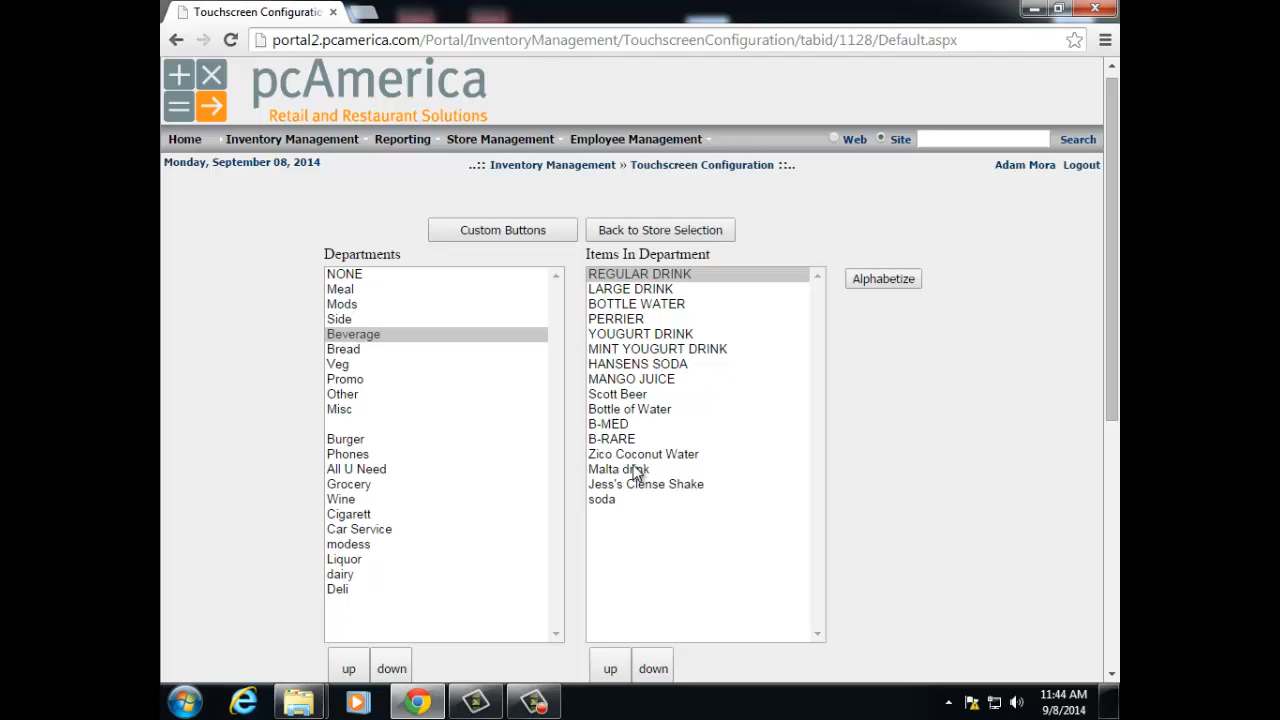 Touchscreen Configuratio
portal2.pcamerica.com/Portal/InventoryManagement/TouchscreenConfiguration/tabid/1128/Default.aspx
pcAmerica
Retail and Restaurant Solutions
Home Inventory Management Reporting Store Management Employee Management Web Site Search
Monday, September 08, 2014 ..:: Inventory Management » Touchscreen Configuration ::.. Adam Mora Logout
Custom Buttons Back to Store Selection
Departments
NONE
Meal
Mods
Side
Beverage
Bread
Veg
Promo
Other
Misc
Burger
Phones
All U Need
Grocery
Wine
Cigarett
Car Service
modess
Liquor
dairy
Deli
up down
Items In Department
REGULAR DRINK
LARGE DRINK
BOTTLE WATER
PERRIER
YOUGURT DRINK
MINT YOUGURT DRINK
HANSENS SODA
MANGO JUICE
Scott Beer
Bottle of Water
B-MED
B-RARE
Zico Coconut Water
Malta drink
Jess's Clense Shake
soda
up down
Alphabetize
11:44 AM
9/8/2014